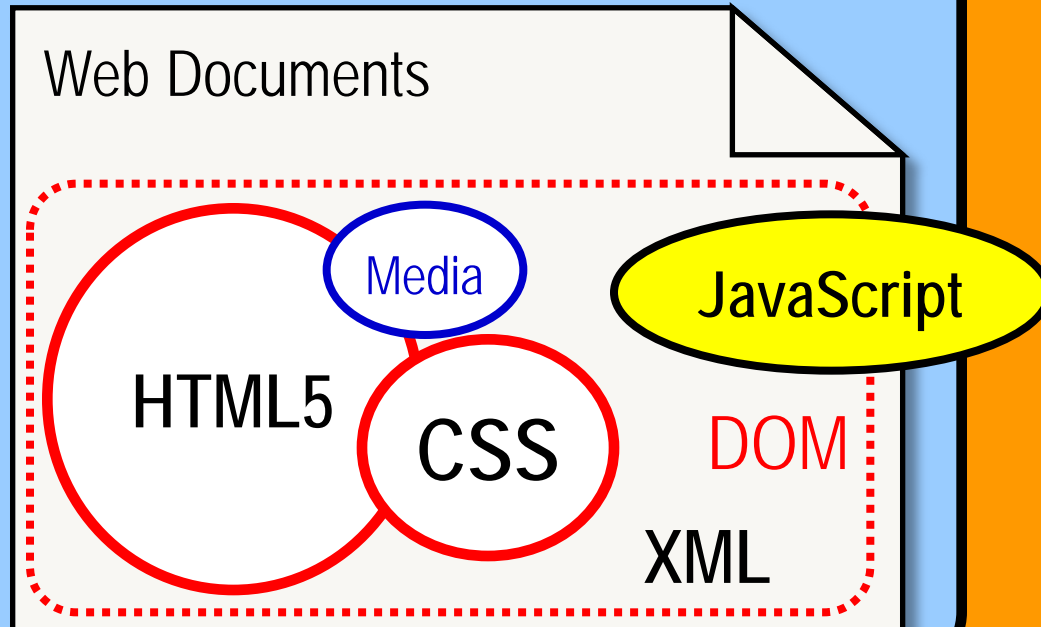 Web Documents
Media
JavaScript
HTML5
CSS
DOM
XML